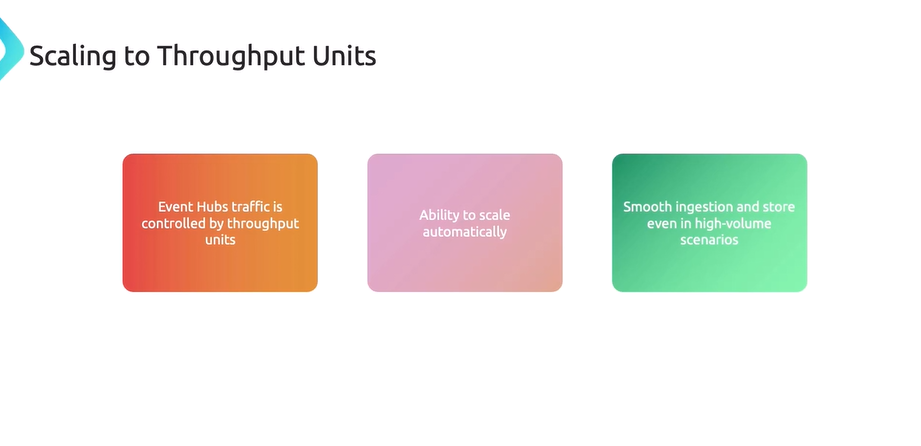 Scaling to Throughput Units
Event Hubs traffic is
controlled by throughput
units
Ability to scale
automatically
Smooth ingestion and store
even in high-volume
scenarios